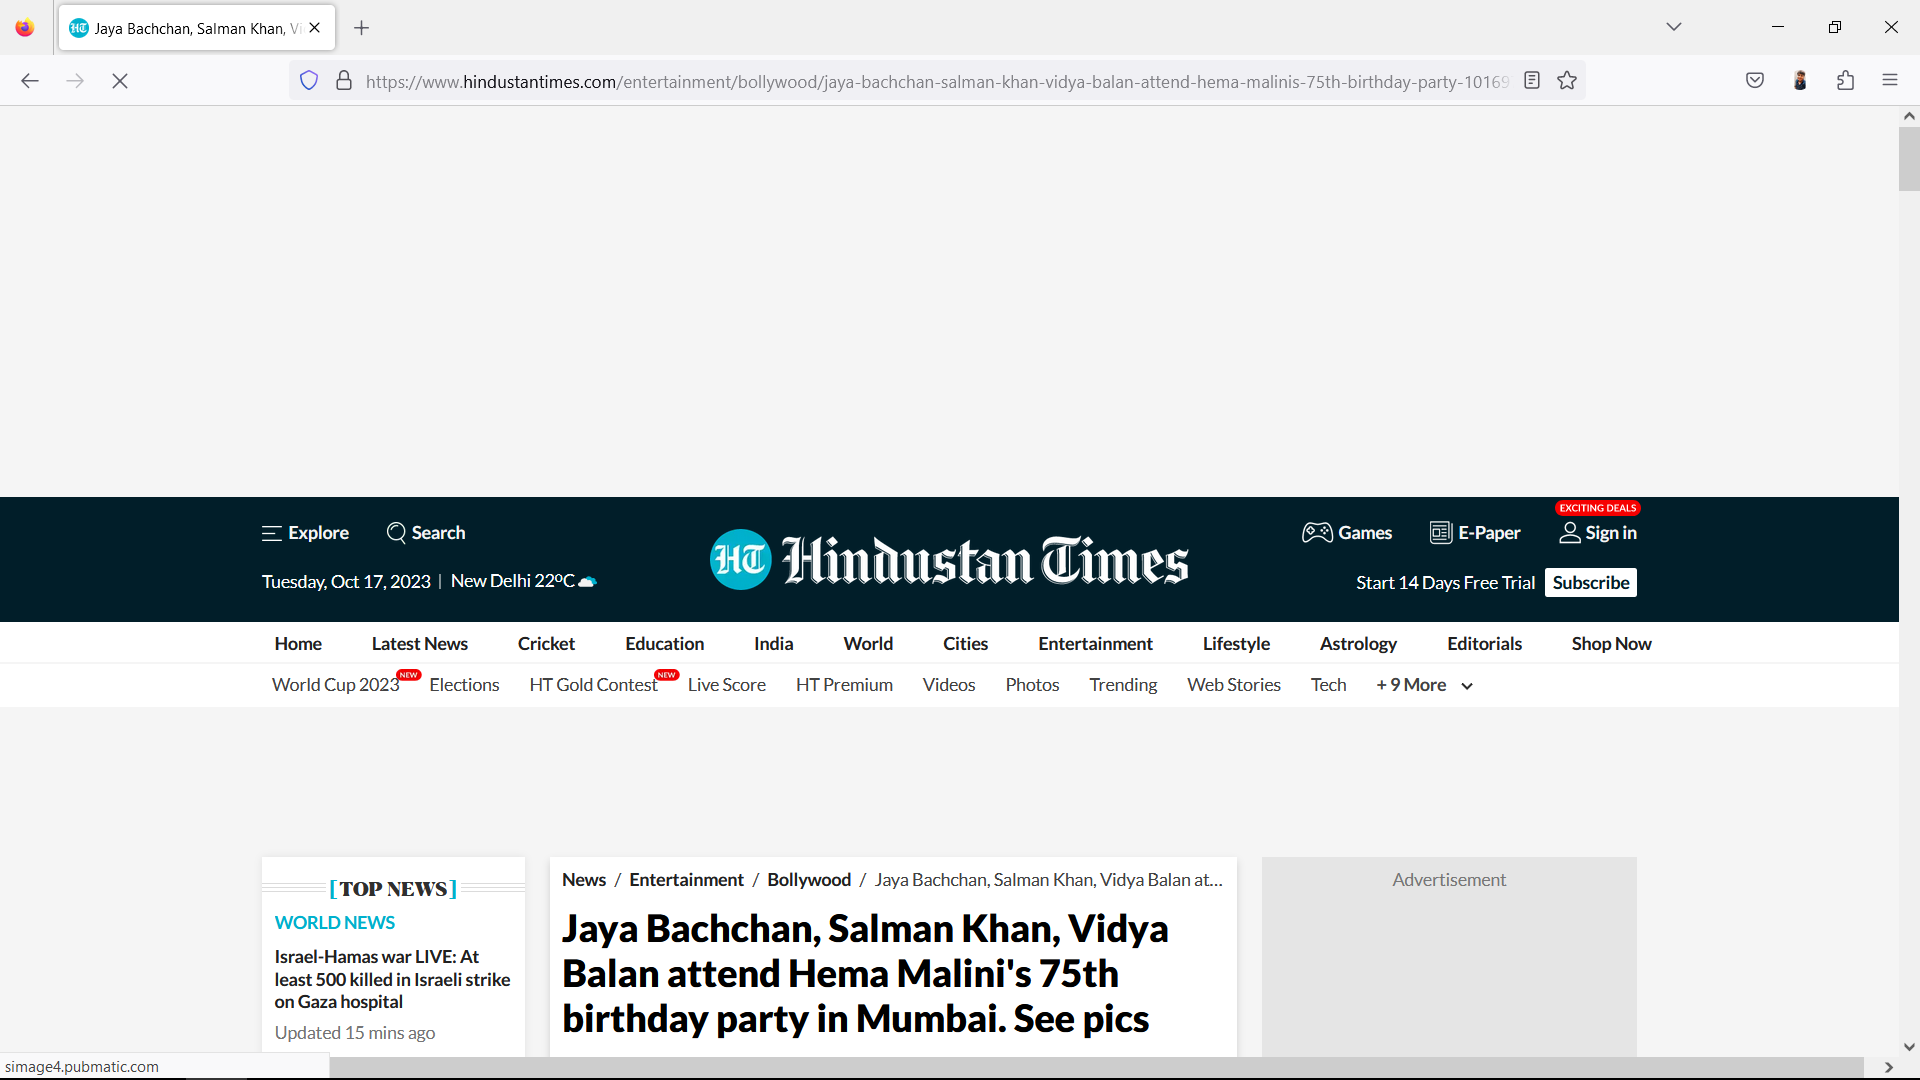 Jaya Bachchan, Salman Khan, Vi
https://www.hindustantimes.com/entertainment/bollywood/jaya-bachchan-salman-khan-vidya-balan-attend-hema-malinis-75th-birthday-party-10169
EXCITING DEALS
Explore Search Games E-Paper Sign in
HT Hindustan Times
Tuesday, Oct 17, 2023 | New Delhi 22ºC Start 14 Days Free Trial Subscribe
Home Latest News Cricket Education India World Cities Entertainment Lifestyle Astrology Editorials Shop Now
World Cup 2023 NEW Elections HT Gold Contest NEW Live Score HT Premium Videos Photos Trending Web Stories Tech + 9 More
[TOP NEWS]
WORLD NEWS
Israel-Hamas war LIVE: At
least 500 killed in Israeli strike
on Gaza hospital
Updated 15 mins ago
News / Entertainment / Bollywood / Jaya Bachchan, Salman Khan, Vidya Balan at...
Jaya Bachchan, Salman Khan, Vidya
Balan attend Hema Malini's 75th
birthday party in Mumbai. See pics
Advertisement
simage4.pubmatic.com